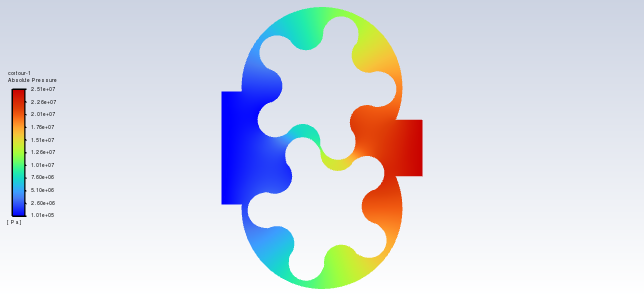 contour-1
Absolute Pressure
2.51e+07
2.26e+07
2.01e+07
1.76e+07
1.51e+07
1.26e+07
1.01e+07
7.60e+06
5.10e+06
2.60e+06
1.01e+05
[ Pa ]